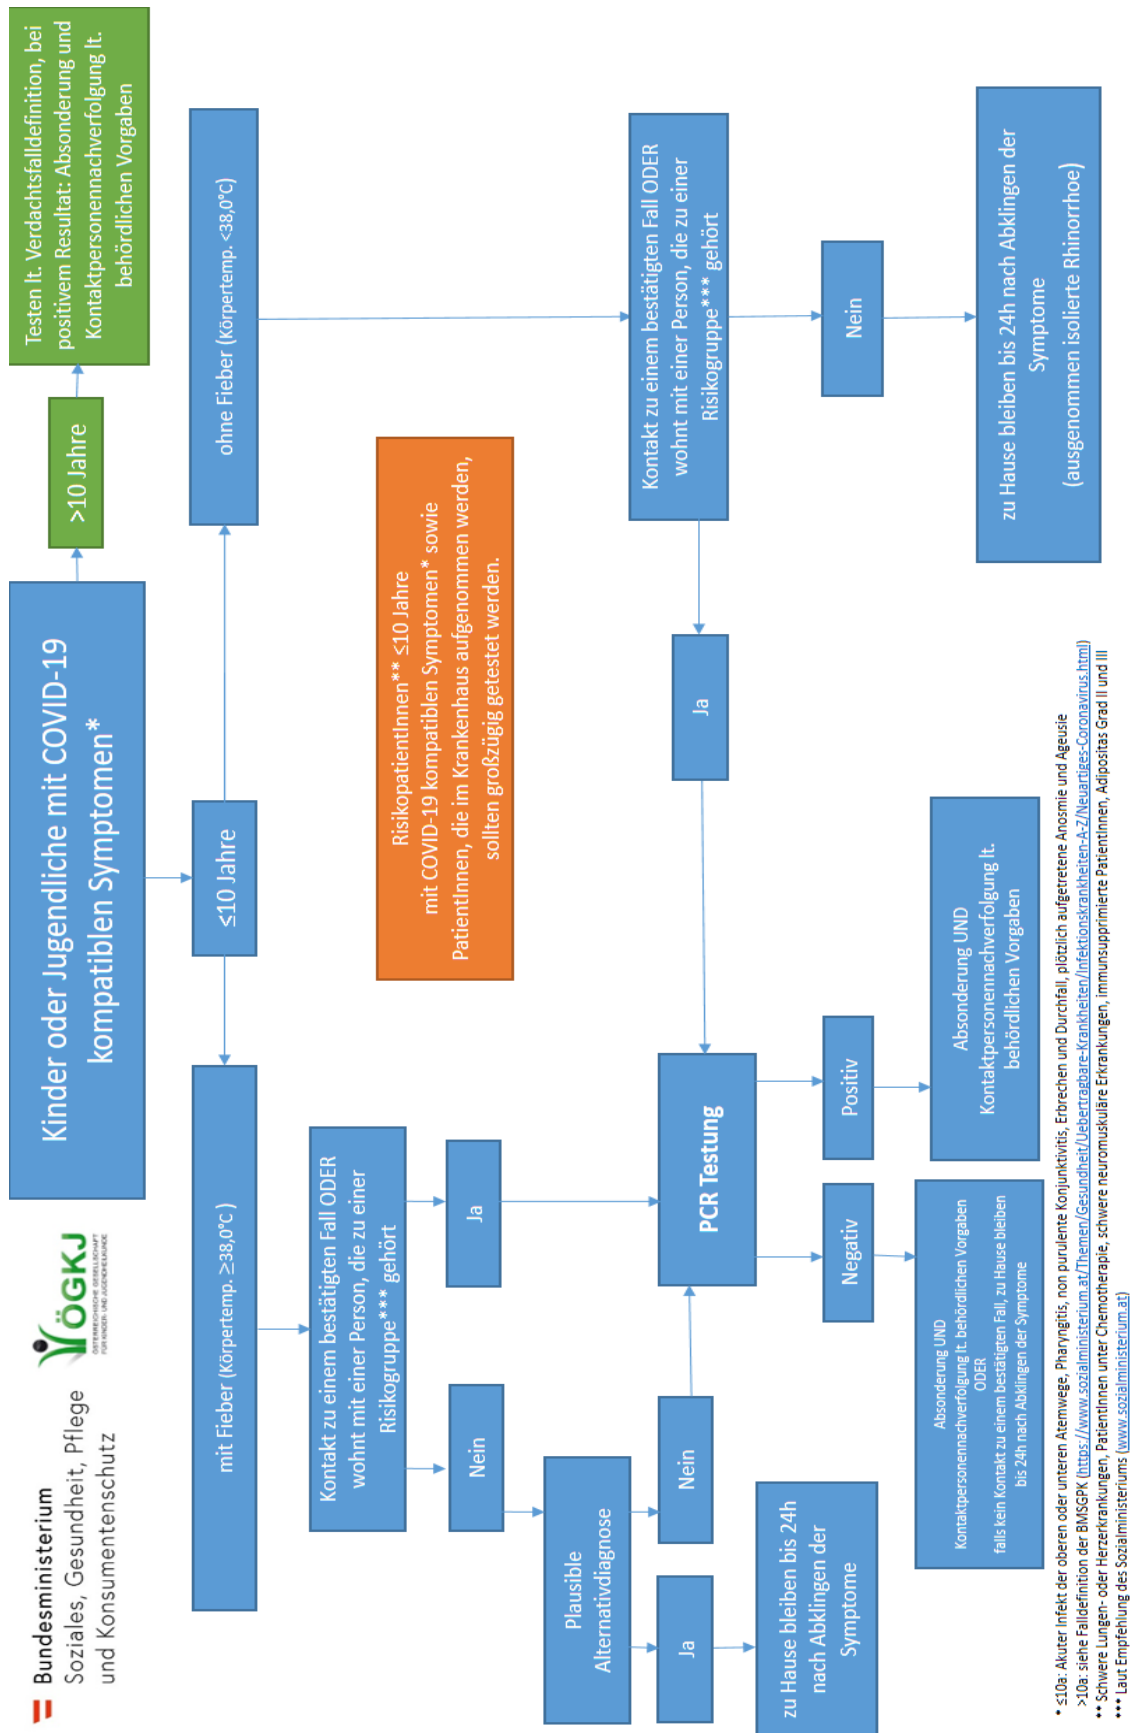 Bundesministerium
Soziales, Gesundheit, Pflege
und Konsumentenschutz
ÖGKJ
ÖSTERREICHISCHE GESELLSCHAFT
FÜR KINDER- UND JUGENDHEILKUNDE
Kinder oder Jugendliche mit COVID-19
kompatiblen Symptomen*
>10 Jahre
Testen lt. Verdachtsfalldefinition, bei
positivem Resultat: Absonderung und
Kontaktpersonennachverfolgung lt.
behördlichen Vorgaben
≤10 Jahre
mit Fieber (Körpertemp. ≥38,0°C )
ohne Fieber (Körpertemp. <38,0°C)
Kontakt zu einem bestätigten Fall ODER
wohnt mit einer Person, die zu einer
Risikogruppe*** gehört
Nein
Ja
Risikopatientlnnen** ≤10 Jahre
mit COVID-19 kompatiblen Symptomen* sowie
PatientInnen, die im Krankenhaus aufgenommen werden,
sollten großzügig getestet werden.
Plausible
Alternativdiagnose
Ja
Nein
zu Hause bleiben bis 24h
nach Abklingen der
Symptome
PCR Testung
Ja
Kontakt zu einem bestätigten Fall ODER
wohnt mit einer Person, die zu einer
Risikogruppe*** gehört
Nein
zu Hause bleiben bis 24h nach Abklingen der
Symptome
(ausgenommen isolierte Rhinorrhoe)
Negativ
Positiv
Absonderung UND
Kontaktpersonennachverfolgung lt. behördlichen Vorgaben
ODER
falls kein Kontakt zu einem bestätigten Fall, zu Hause bleiben
bis 24h nach Abklingen der Symptome
Absonderung UND
Kontaktpersonennachverfolgung lt.
behördlichen Vorgaben
* ≤10a: Akuter Infekt der oberen oder unteren Atemwege, Pharyngitis, non purulente Konjunktivitis, Erbrechen und Durchfall, plötzlich aufgetretene Anosmie und Ageusie
>10a: siehe Falldefinition der BMSGPK (https://www.sozialministerium.at/Themen/Gesundheit/Uebertragbare-Krankheiten/Infektionskrankheiten-A-Z/Neuartiges-Coronavirus.html)
** Schwere Lungen- oder Herzerkrankungen, PatientInnen unter Chemotherapie, schwere neuromuskuläre Erkrankungen, immunsupprimierte PatientInnen, Adipositas Grad II und III
*** Laut Empfehlung des Sozialministeriums (www.sozialministerium.at)